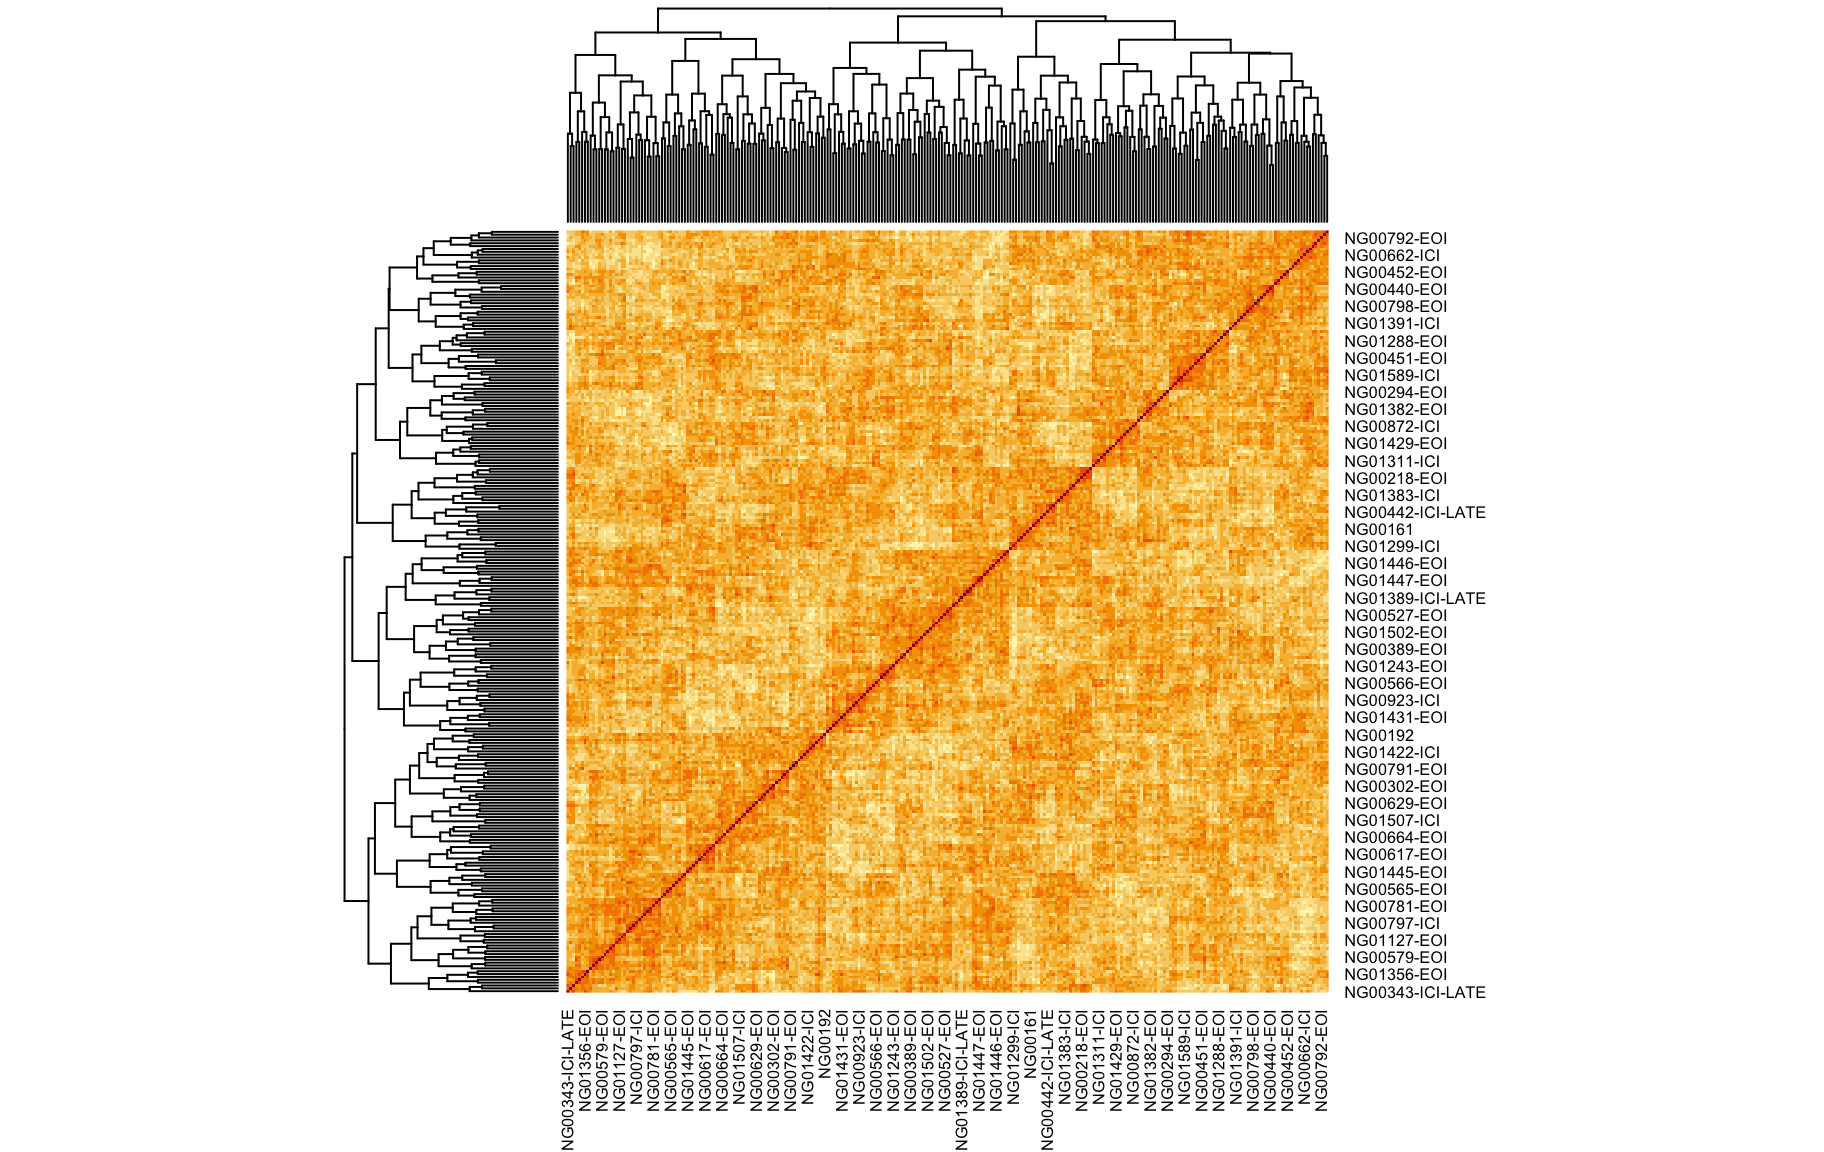 NG00792-EOI
NG00662-ICI
NG00452-EOI
NG00440-EOI
NG00798-EOI
NG01391-ICI
NG01288-EOI
NG00451-EOI
NG01589-ICI
NG00294-EOI
NG01382-EOI
NG00872-ICI
NG01429-EOI
NG01311-ICI
NG00218-EOI
NG01383-ICI
NG00442-ICI-LATE
NG00161
NG01299-ICI
NG01446-EOI
NG01447-EOI
NG01389-ICI-LATE
NG00527-EOI
NG01502-EOI
NG00389-EOI
NG01243-EOI
NG00566-EOI
NG00923-ICI
NG01431-EOI
NG00192
NG01422-ICI
NG00791-EOI
NG00302-EOI
NG00629-EOI
NG01507-ICI
NG00664-EOI
NG00617-EOI
NG01445-EOI
NG00565-EOI
NG00781-EOI
NG00797-ICI
NG01127-EOI
NG00579-EOI
NG01356-EOI
NG00343-ICI-LATE
NG00343-ICI-LATE
NG01356-EOI
NG00579-EOI
NG01127-EOI
NG00797-ICI
NG00781-EOI
NG00565-EOI
NG01445-EOI
NG00617-EOI
NG00664-EOI
NG01507-ICI
NG00629-EOI
NG00302-EOI
NG00791-EOI
NG01422-ICI
NG00192
NG01431-EOI
NG00923-ICI
NG00566-EOI
NG01243-EOI
NG00389-EOI
NG01502-EOI
NG00527-EOI
NG01389-ICI-LATE
NG01447-EOI
NG01446-EOI
NG01299-ICI
NG00161
NG00442-ICI-LATE
NG01383-ICI
NG00218-EOI
NG01311-ICI
NG01429-EOI
NG00872-ICI
NG01382-EOI
NG00294-EOI
NG01589-ICI
NG00451-EOI
NG01288-EOI
NG01391-ICI
NG00798-EOI
NG00440-EOI
NG00452-EOI
NG00662-ICI
NG00792-EOI